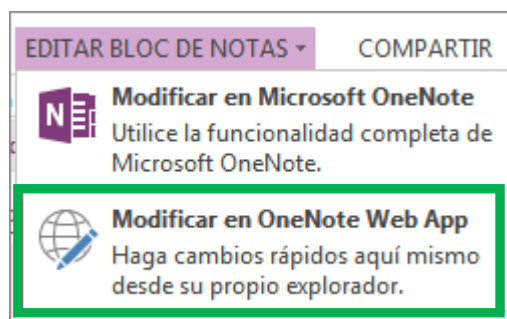 EDITAR BLOC DE NOTAS COMPARTIR
Modificar en Microsoft OneNote
Utilice la funcionalidad completa de
Microsoft OneNote.
Modificar en OneNote Web App
Haga cambios rápidos aquí mismo
desde su propio explorador.